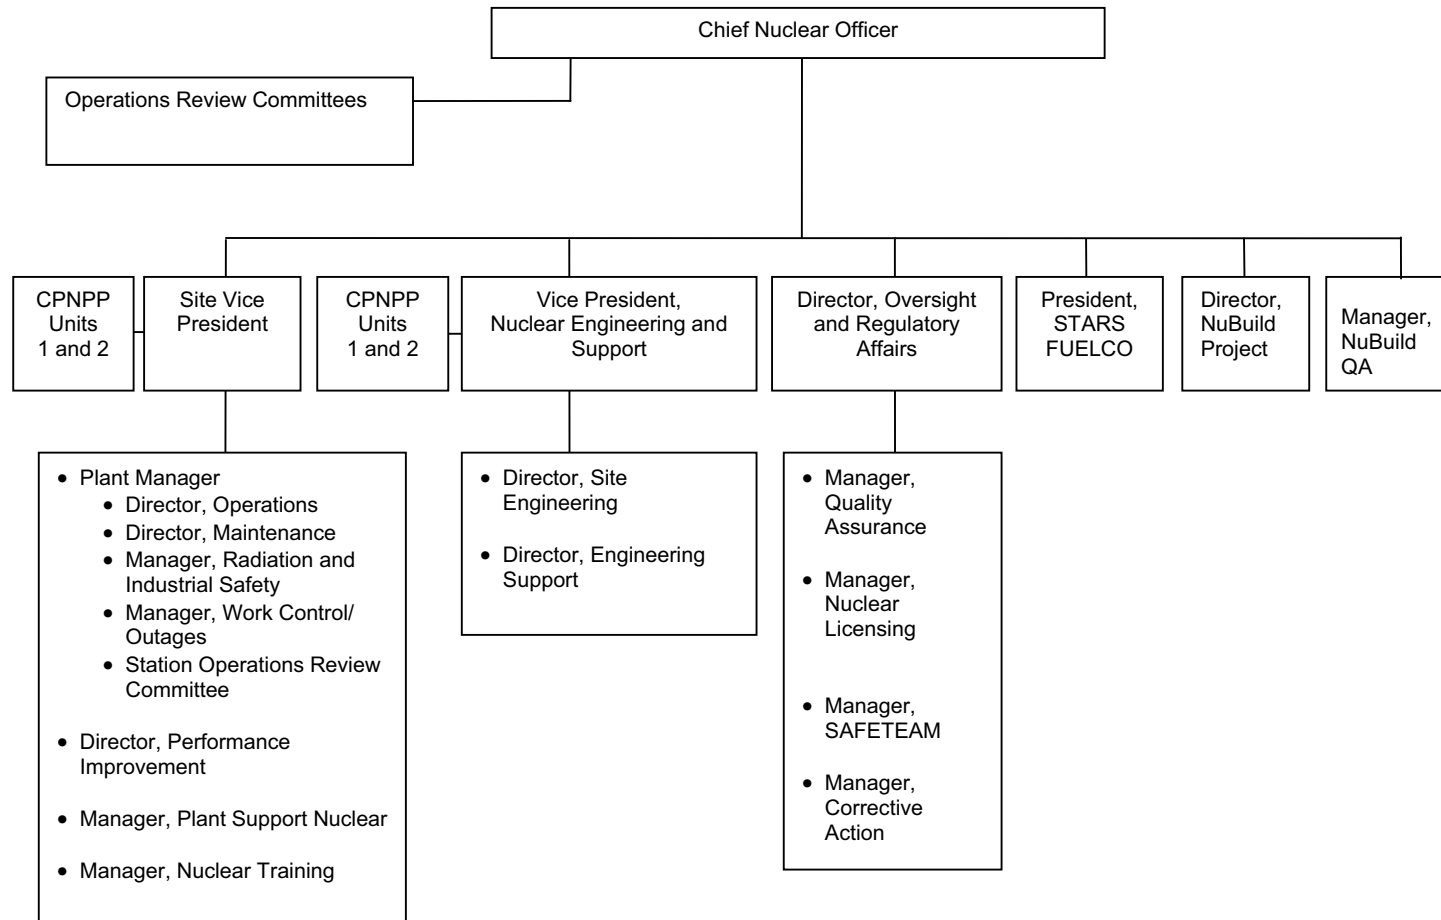 Chief Nuclear Officer
Operations Review Committees
CPNPP
Units
1 and 2
Site Vice
President
CPNPP
Units
1 and 2
Vice President,
Nuclear Engineering and
Support
Director, Oversight
and Regulatory
Affairs
President,
STARS
FUELCO
Director,
NuBuild
Project
Manager,
NuBuild
QA
• Plant Manager
• Director, Operations
• Director, Maintenance
• Manager, Radiation and
Industrial Safety
• Manager, Work Control/
Outages
• Station Operations Review
Committee
• Director, Performance
Improvement
• Manager, Plant Support Nuclear
• Manager, Nuclear Training
• Director, Site
Engineering
• Director, Engineering
Support
• Manager,
Quality
Assurance
• Manager,
Nuclear
Licensing
• Manager,
SAFETEAM
• Manager,
Corrective
Action